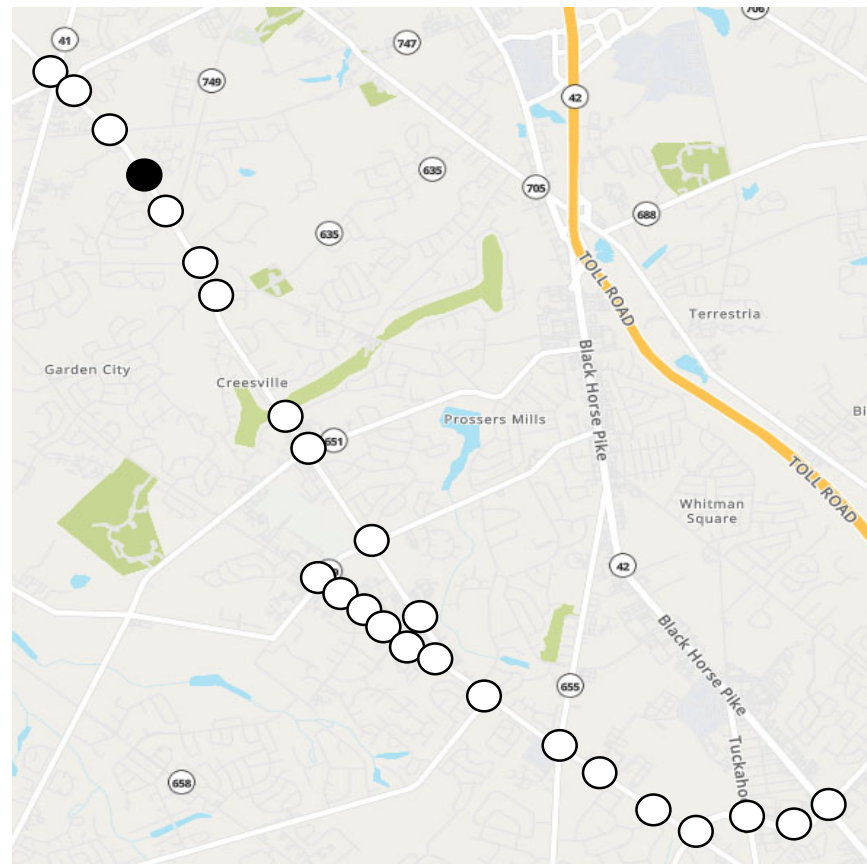 706
41
747
749
42
635
705
688
635
TOLL ROAD
Terrestria
Black Horse Pike
Garden City
Creesville
Prossers Mills
651
TOLL ROAD
Whitman
Square
42
Black Horse Pike
655
Tuckaho
658